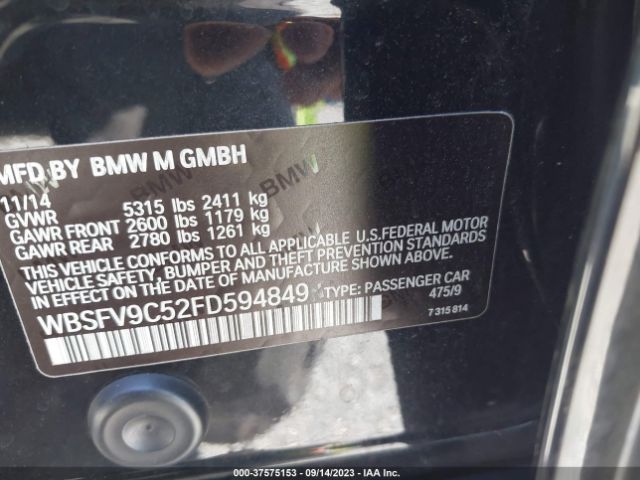 MFD BY BMW M GMBH
11/14
GVWR 5315 lbs 2411 kg
GAWR FRONT 2600 lbs 1179 kg
GAWR REAR 2780 lbs 1261 kg
THIS VEHICLE CONFORMS TO ALL APPLICABLE U.S.FEDERAL MOTOR
VEHICLE SAFETY, BUMPER AND THEFT PREVENTION STANDARDS
IN EFFECT ON THE DATE OF MANUFACTURE SHOWN ABOVE.
WBSFV9C52FD594849 TYPE: PASSENGER CAR
475/9
7 315 814
BMW
BMW
BMW
000-37575153 - 09/14/2023 - IAA Inc.